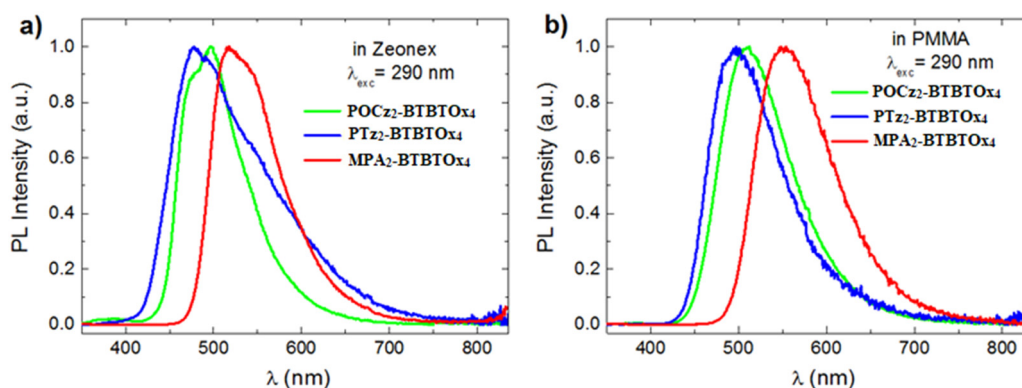 a)
in Zeonex
λexc= 290 nm
POCz2-BTBTOx4
PTz2-BTBTOx4
MPA2-BTBTOx4
PL Intensity (a.u.)
1.0
0.8
0.6
0.4
0.2
0.0
400 500 600 700 800
λ (nm)
b)
in PMMA
λexc= 290 nm
POCz2-BTBTOx4
PTz2-BTBTOx4
MPA2-BTBTOx4
PL Intensity (a.u.)
1.0
0.8
0.6
0.4
0.2
0.0
400 500 600 700 800
λ (nm)